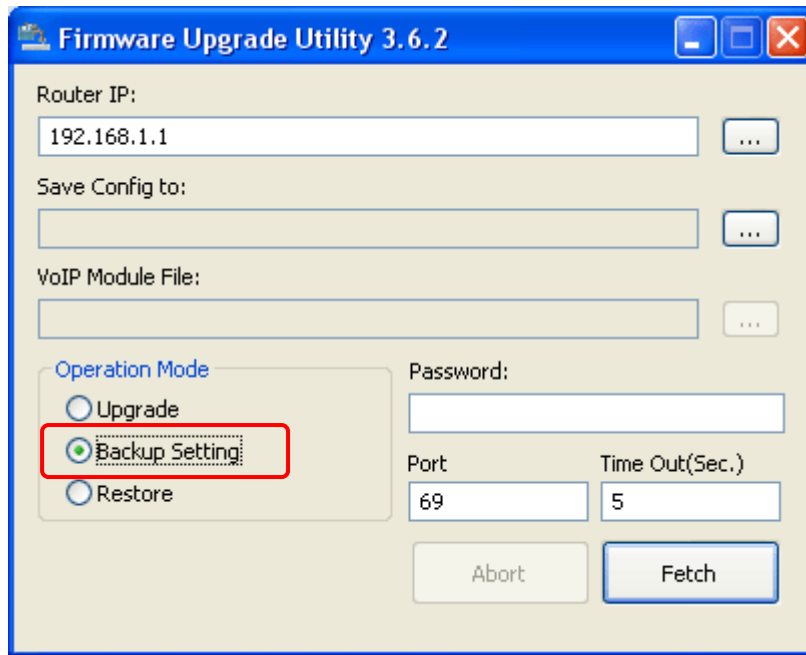 Firmware Upgrade Utility 3.6.2
Router IP:
192.168.1.1
...
Save Config to:
...
VoIP Module File:
...
Operation Mode
Upgrade
Backup Setting
Restore
Password:
Port
Time Out(Sec.)
69
5
Abort
Fetch